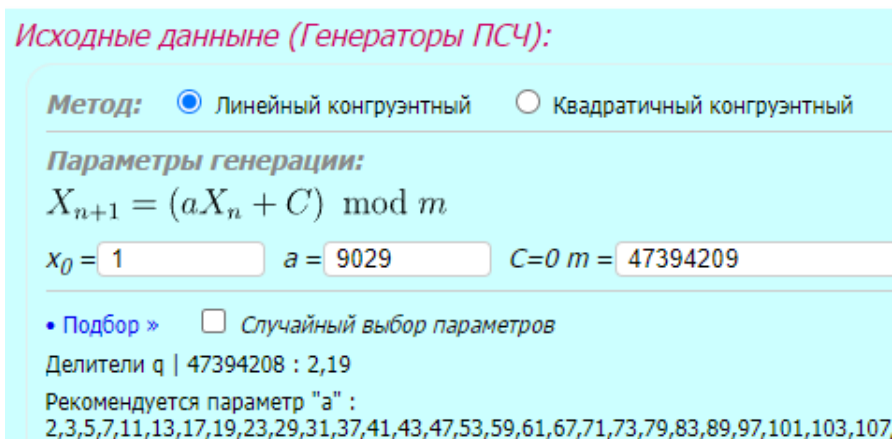 Исходные данныне (Генераторы ПСЧ):
Метод: Линейный конгруэнтный Квадратичный конгруэнтный
Параметры генерации:
X_{n+1} = (aX_n + C) mod m
x_0 = 1 a = 9029 C=0 m = 47394209
• Подбор » Случайный выбор параметров
Делители q | 47394208 : 2,19
Рекомендуется параметр "a" :
2,3,5,7,11,13,17,19,23,29,31,37,41,43,47,53,59,61,67,71,73,79,83,89,97,101,103,107,